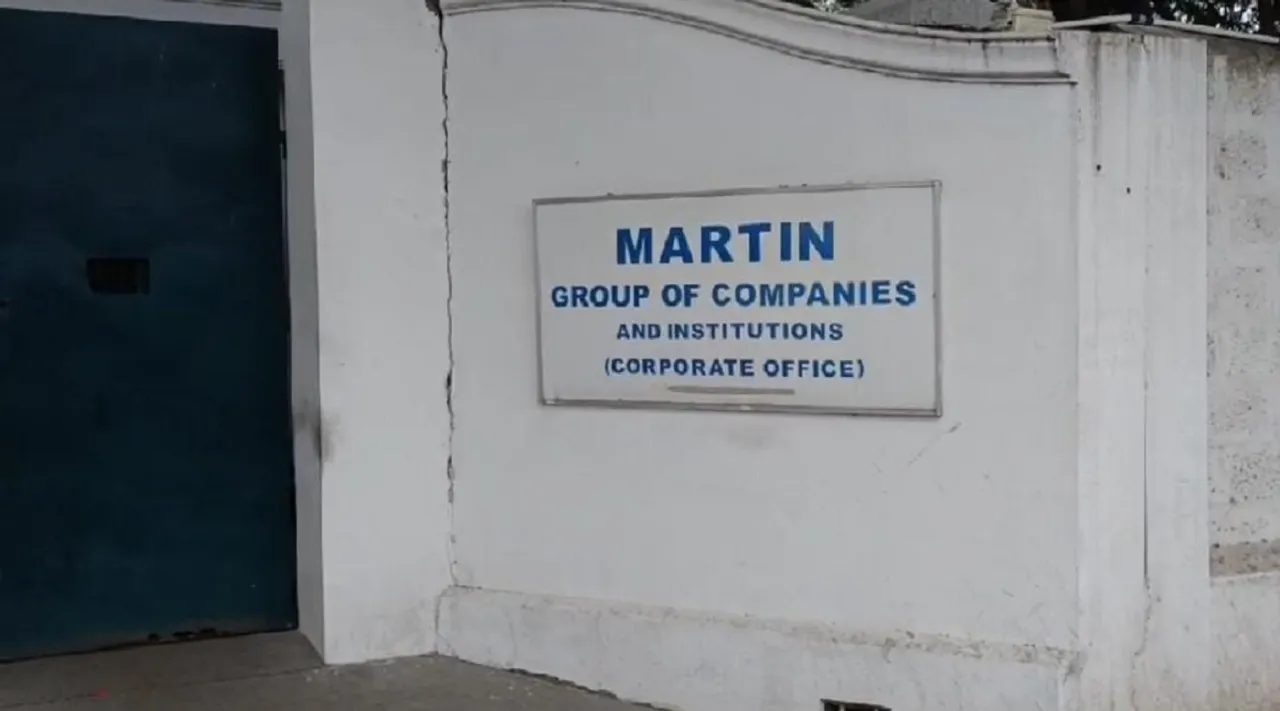 MARTIN
GROUP OF COMPANIES
AND INSTITUTIONS
(CORPORATE OFFICE)